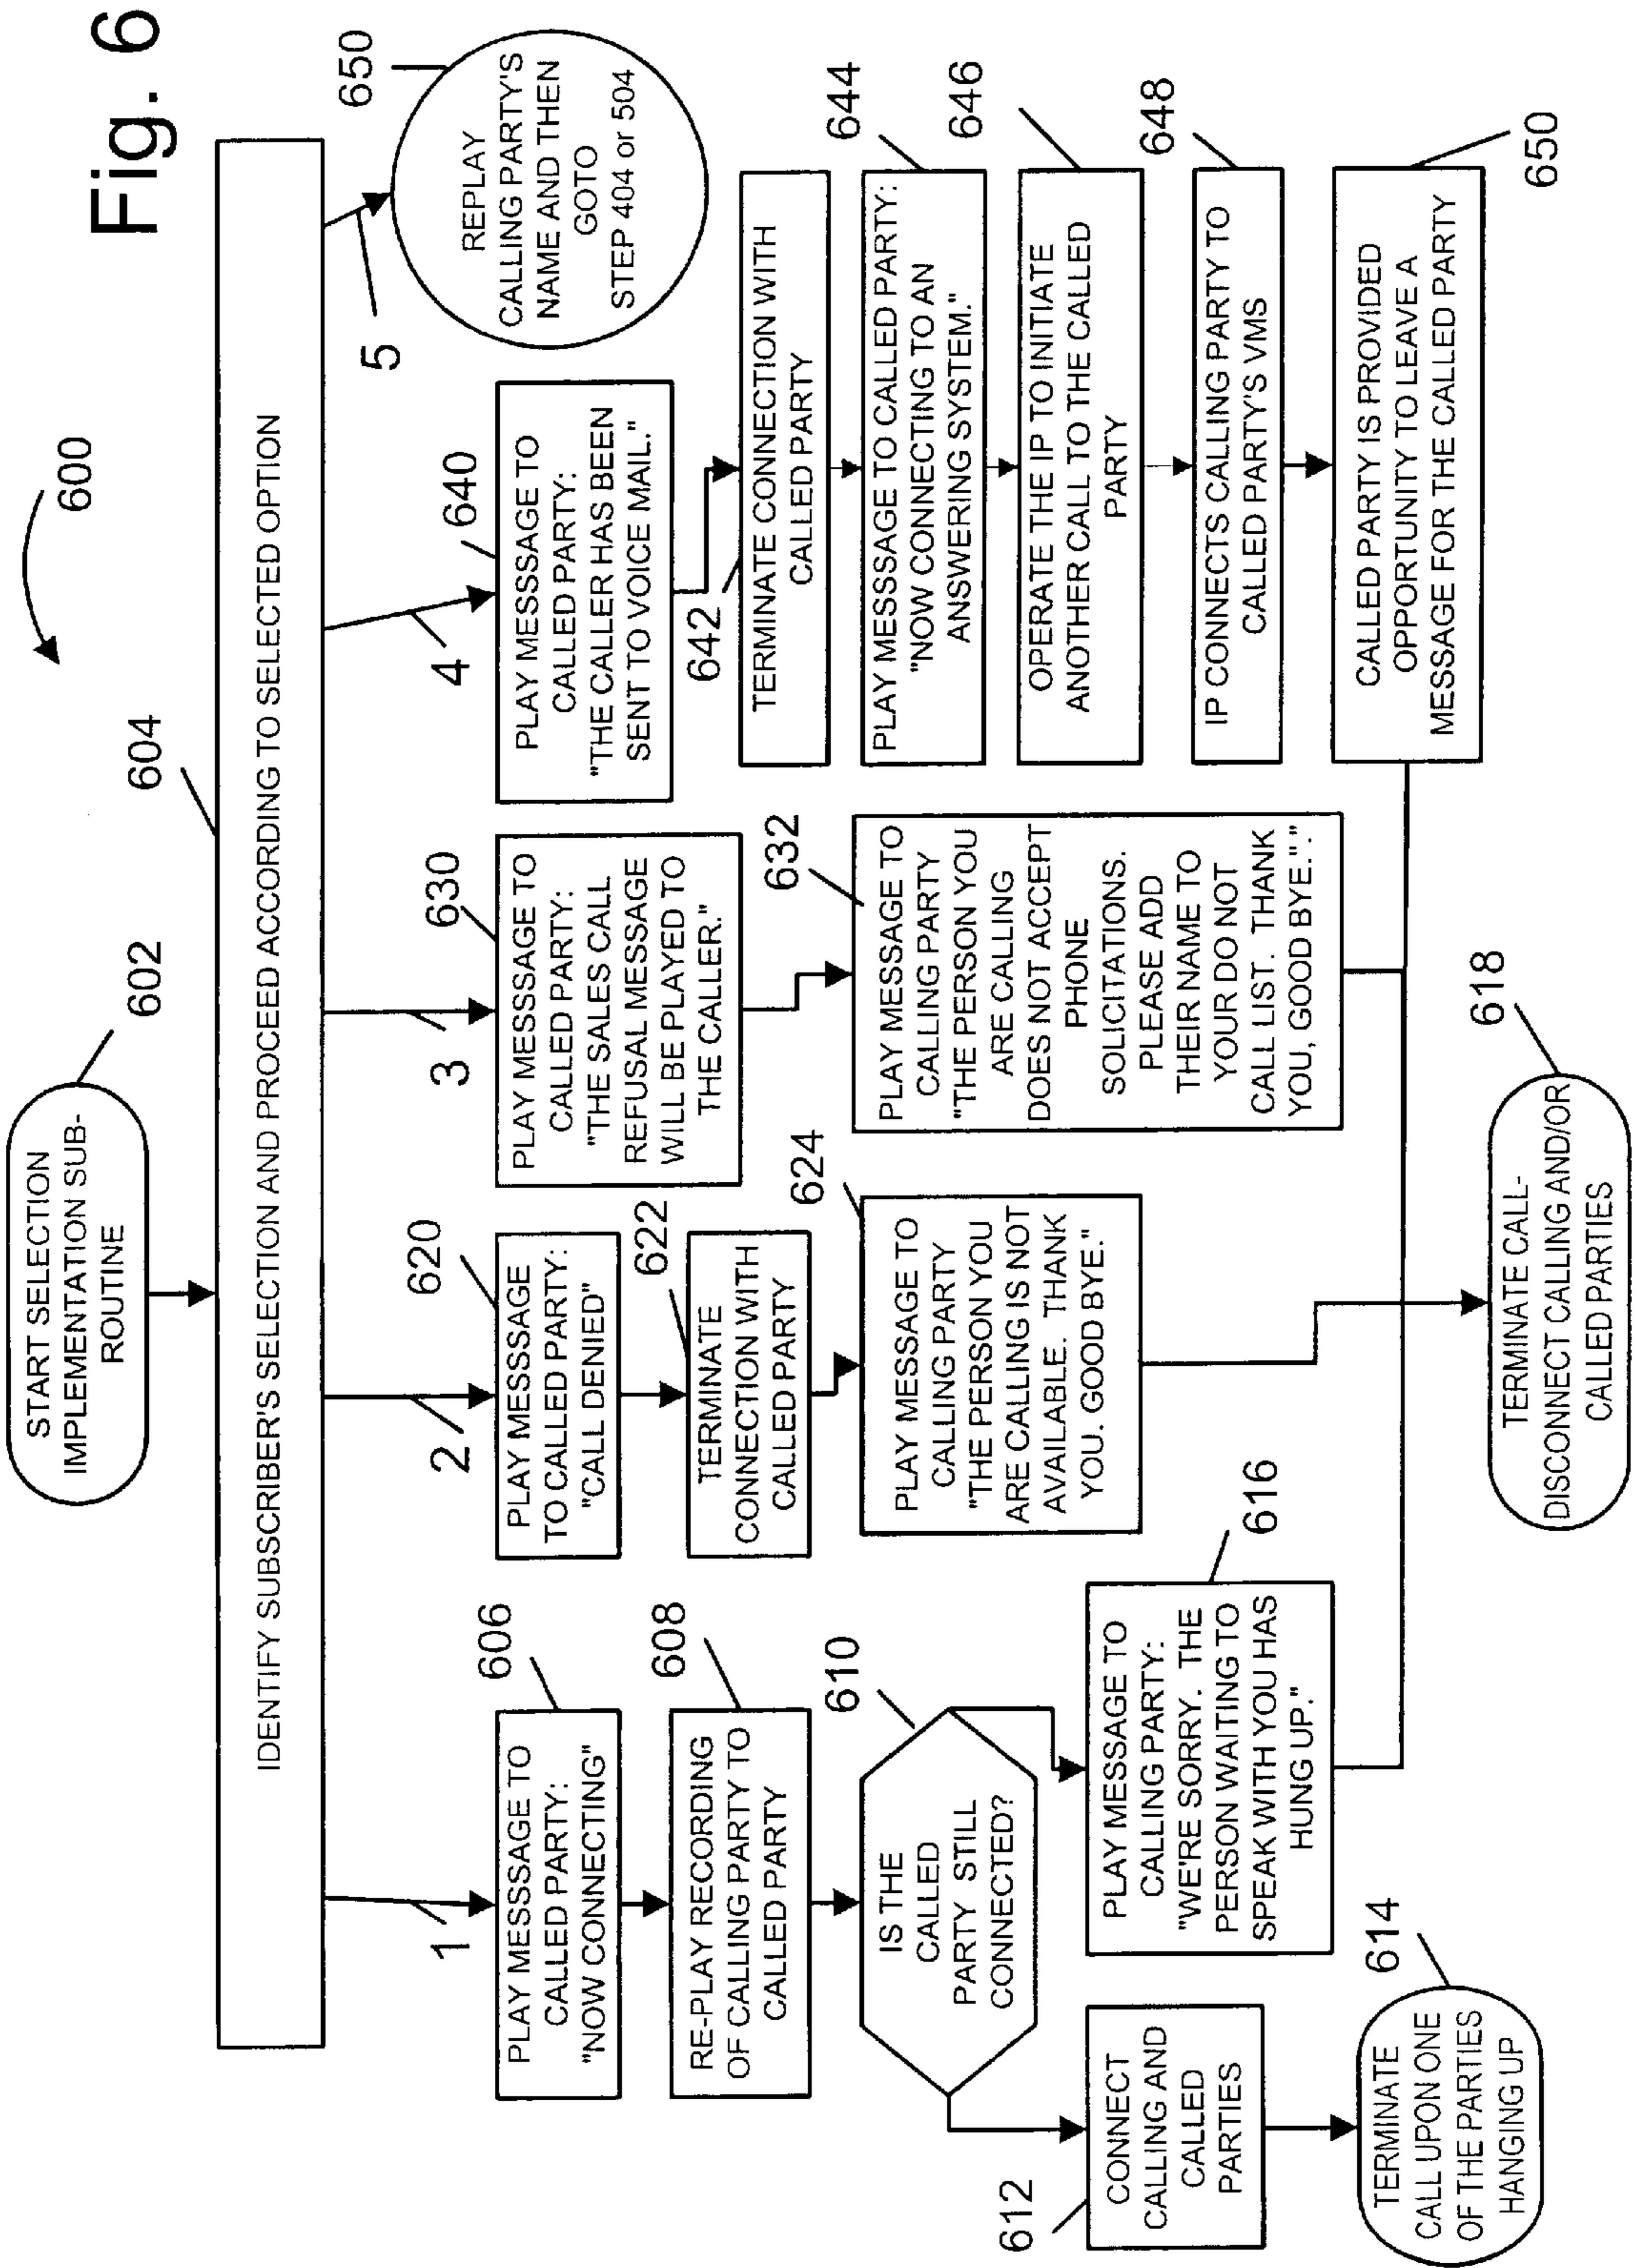 Fig. 6
600
START SELECTION
IMPLEMENTATION SUB-
ROUTINE
602
604
IDENTIFY SUBSCRIBER'S SELECTION AND PROCEED ACCORDING TO SELECTED OPTION
1
2
3
4
5
PLAY MESSSAGE TO
CALLED PARTY:
"NOW CONNECTING"
606
RE-PLAY RECORDING
OF CALLING PARTY TO
CALLED PARTY
608
IS THE
CALLED
PARTY STILL
CONNECTED?
610
CONNECT
CALLING AND
CALLED
PARTIES
612
TERMINATE
CALL UPON ONE
OF THE PARTIES
HANGING UP
614
PLAY MESSAGE TO
CALLING PARTY:
"WE'RE SORRY.  THE
PERSON WAITING TO
SPEAK WITH YOU HAS
HUNG UP."
616
PLAY MESSSAGE
TO CALLED PARTY:
"CALL DENIED"
620
TERMINATE
CONNECTION WITH
CALLED PARTY
622
PLAY MESSAGE TO
CALLING PARTY
"THE PERSON YOU
ARE CALLING IS NOT
AVAILABLE.  THANK
YOU. GOOD BYE."
624
PLAY MESSSAGE TO
CALLED PARTY:
"THE SALES CALL
REFUSAL MESSAGE
WILL BE PLAYED TO
THE CALLER."
630
PLAY MESSAGE TO
CALLING PARTY
"THE PERSON YOU
ARE CALLING
DOES NOT ACCEPT
PHONE
SOLICITATIONS.
PLEASE ADD
THEIR NAME TO
YOUR DO NOT
CALL LIST.  THANK
YOU, GOOD BYE."."
632
PLAY MESSSAGE TO
CALLED PARTY:
"THE CALLER HAS BEEN
SENT TO VOICE MAIL."
640
TERMINATE CONNECTION WITH
CALLED PARTY
642
PLAY MESSSAGE TO CALLED PARTY:
"NOW CONNECTING TO AN
ANSWERING SYSTEM."
644
OPERATE THE IP TO INITIATE
ANOTHER CALL TO THE CALLED
PARTY
646
IP CONNECTS CALLING PARTY TO
CALLED PARTY'S VMS
648
CALLED PARTY IS PROVIDED
OPPORTUNITY TO LEAVE A
MESSAGE FOR THE CALLED PARTY
650
REPLAY
CALLING PARTY'S
NAME AND THEN
GOTO
STEP 404 or 504
650
TERMINATE CALL-
DISCONNECT CALLING AND/OR
CALLED PARTIES
618